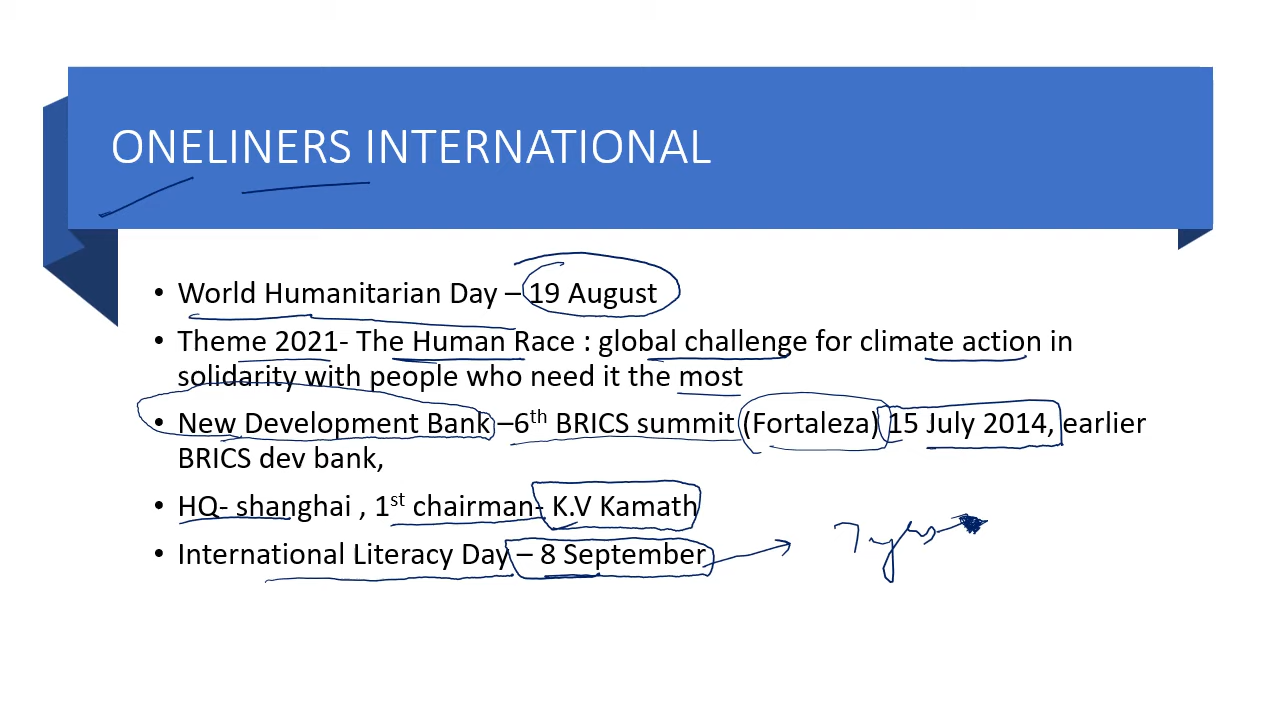 ONELINERS INTERNATIONAL
• World Humanitarian Day – 19 August
• Theme 2021- The Human Race : global challenge for climate action in
solidarity with people who need it the most
• New Development Bank –6th BRICS summit (Fortaleza) 15 July 2014, earlier
BRICS dev bank,
• HQ- shanghai , 1st chairman- K.V Kamath
• International Literacy Day – 8 September